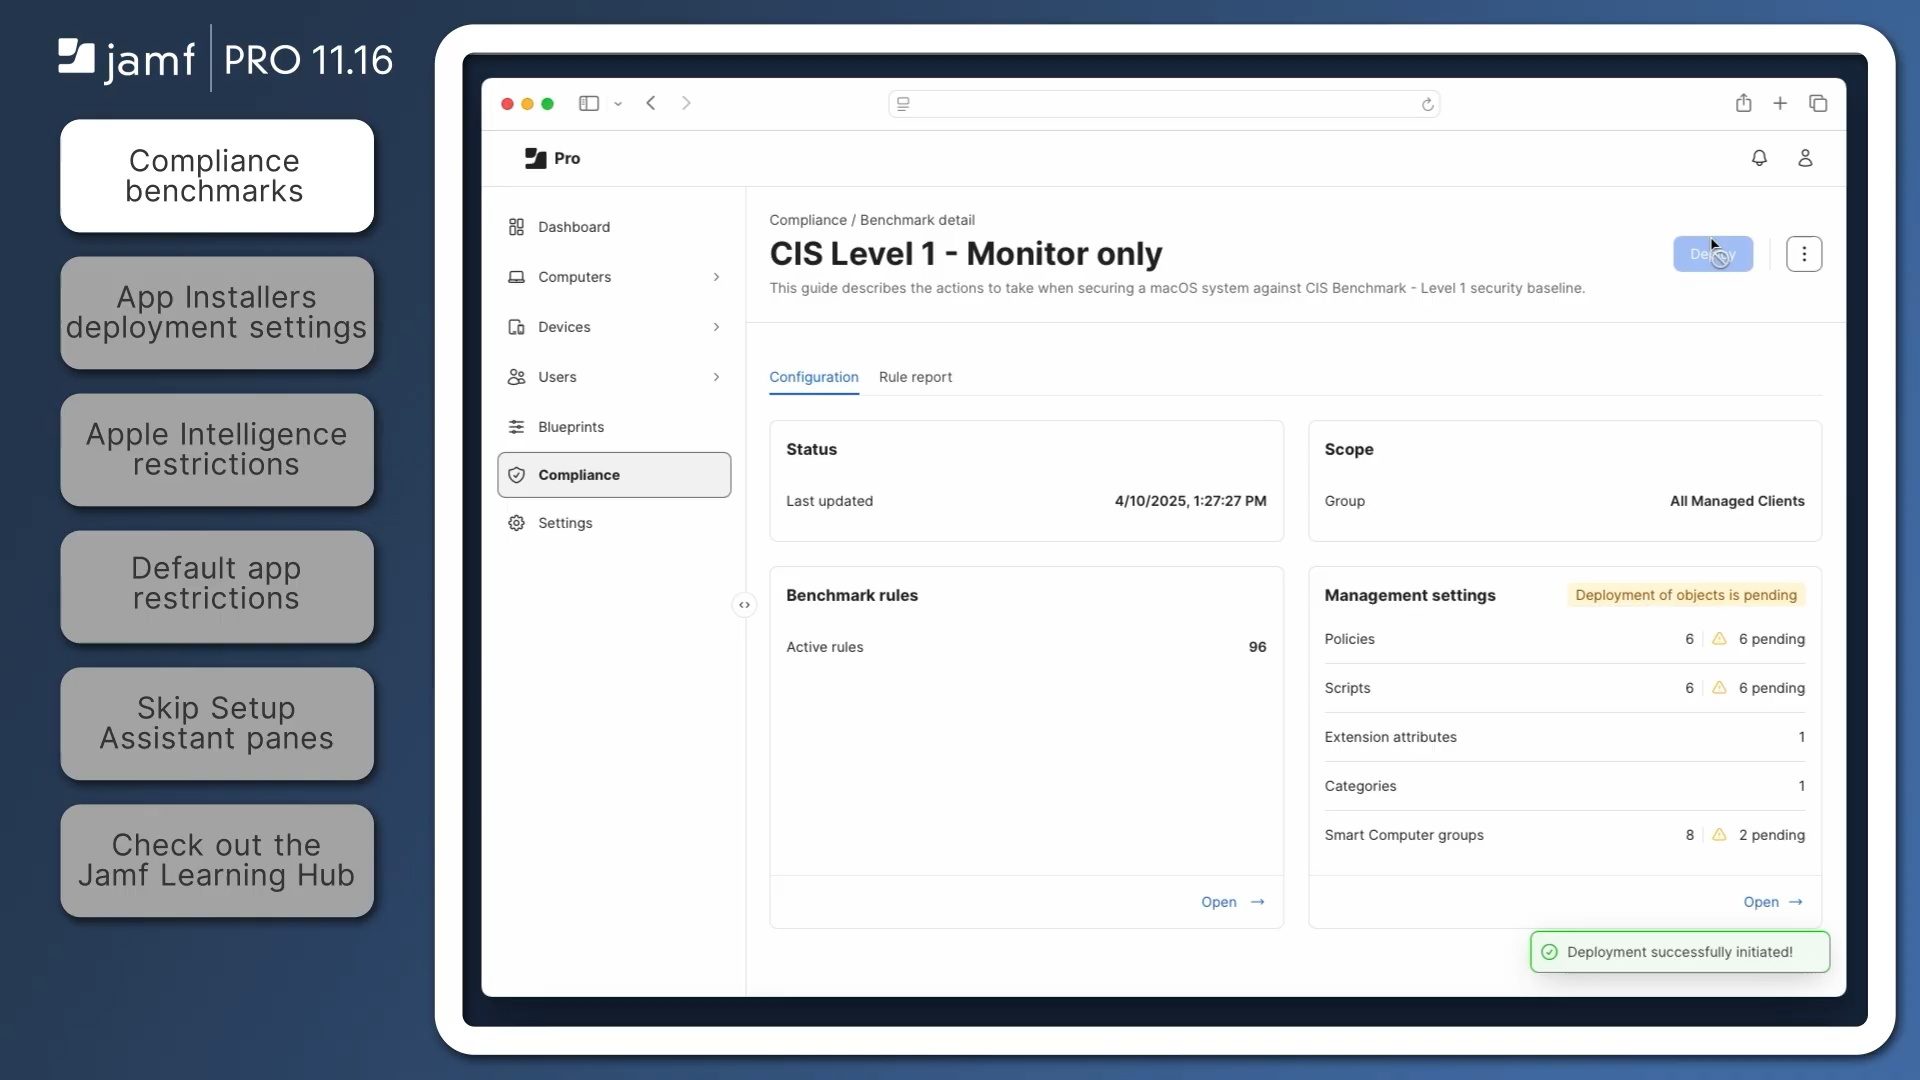 jamf | PRO 11.16
Compliance
benchmarks
App Installers
deployment settings
Apple Intelligence
restrictions
Default app
restrictions
Skip Setup
Assistant panes
Check out the
Jamf Learning Hub
Pro
Dashboard
Computers
Devices
Users
Blueprints
Compliance
Settings
Compliance / Benchmark detail
CIS Level 1 - Monitor only
This guide describes the actions to take when securing a macOS system against CIS Benchmark - Level 1 security baseline.
Configuration Rule report
Status
Last updated 4/10/2025, 1:27:27 PM
Scope
Group All Managed Clients
Benchmark rules
Active rules 96
Open →
Management settings Deployment of objects is pending
Policies 6 6 pending
Scripts 6 6 pending
Extension attributes 1
Categories 1
Smart Computer groups 8 2 pending
Open →
Deployment successfully initiated!